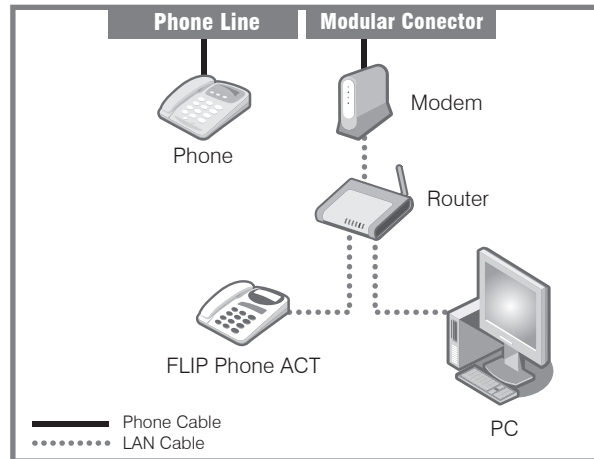 Phone Line
Modular Conector
Modem
Phone
Router
FLIP Phone ACT
PC
Phone Cable
LAN Cable